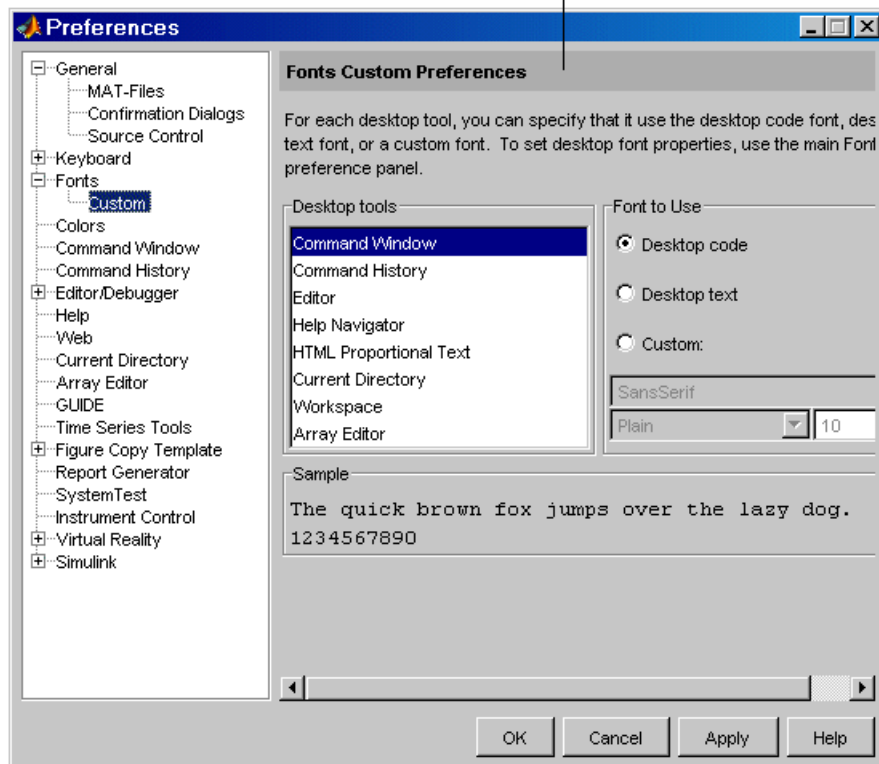 Preferences
General
MAT-Files
Confirmation Dialogs
Source Control
Keyboard
Fonts
Custom
Colors
Command Window
Command History
Editor/Debugger
Help
Web
Current Directory
Array Editor
GUIDE
Time Series Tools
Figure Copy Template
Report Generator
SystemTest
Instrument Control
Virtual Reality
Simulink
Fonts Custom Preferences
For each desktop tool, you can specify that it use the desktop code font, des
text font, or a custom font. To set desktop font properties, use the main Font
preference panel.
Desktop tools
Command Window
Command History
Editor
Help Navigator
HTML Proportional Text
Current Directory
Workspace
Array Editor
Font to Use
Desktop code
Desktop text
Custom:
SansSerif
Plain 10
Sample
The quick brown fox jumps over the lazy dog.
1234567890
OK Cancel Apply Help